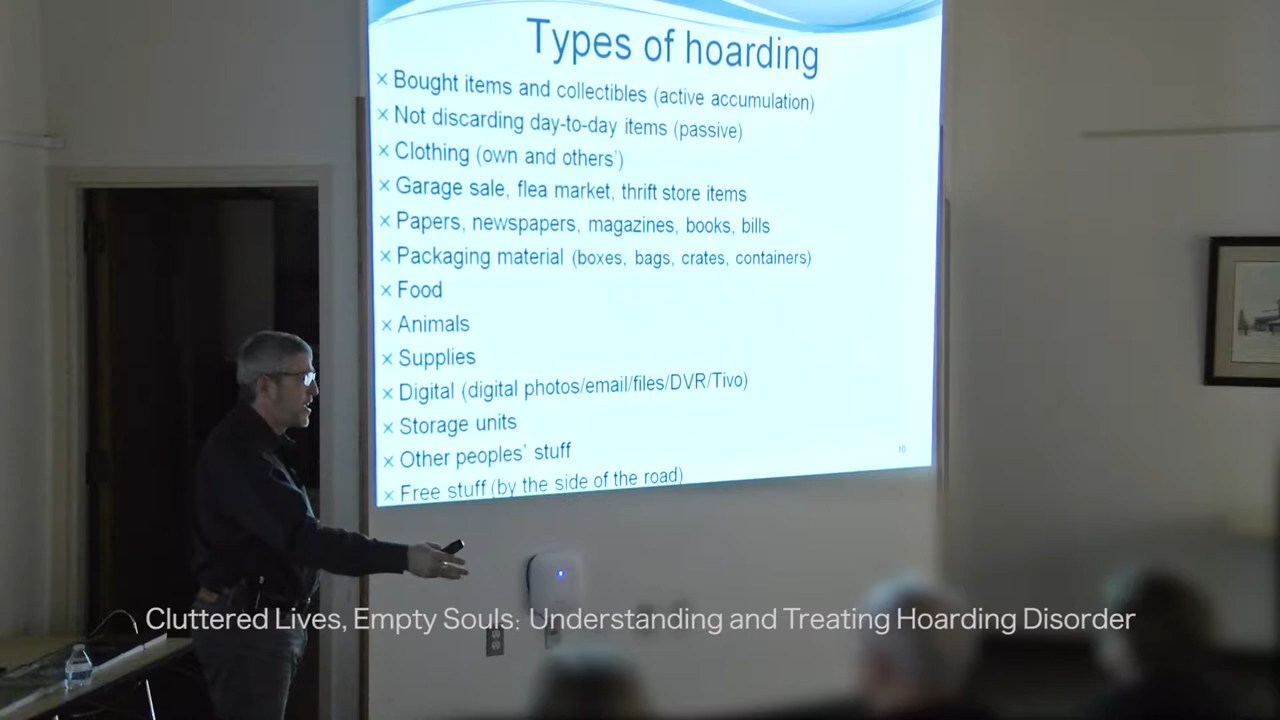 Types of hoarding
× Bought items and collectibles (active accumulation)
× Not discarding day-to-day items (passive)
× Clothing (own and others')
× Garage sale, flea market, thrift store items
× Papers, newspapers, magazines, books, bills
× Packaging material (boxes, bags, crates, containers)
× Food
× Animals
× Supplies
× Digital (digital photos/email/files/DVR/Tivo)
× Storage units
× Other peoples' stuff
× Free stuff (by the side of the road)
10
Cluttered Lives, Empty Souls: Understanding and Treating Hoarding Disorder